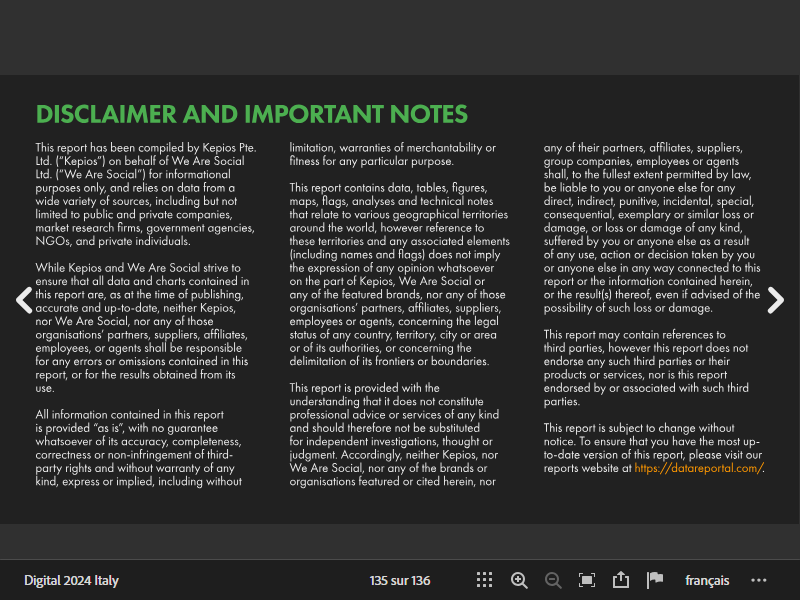 DISCLAIMER AND IMPORTANT NOTES
This report has been compiled by Kepios Pte.
Ltd. (“Kepios”) on behalf of We Are Social
Ltd. (“We Are Social”) for informational
purposes only, and relies on data from a
wide variety of sources, including but not
limited to public and private companies,
market research firms, government agencies,
NGOs, and private individuals.
While Kepios and We Are Social strive to
ensure that all data and charts contained in
this report are, as at the time of publishing,
accurate and up-to-date, neither Kepios,
nor We Are Social, nor any of those
organisations’ partners, suppliers, affiliates,
employees, or agents shall be responsible
for any errors or omissions contained in this
report, or for the results obtained from its
use.
All information contained in this report
is provided “as is”, with no guarantee
whatsoever of its accuracy, completeness,
correctness or non-infringement of third-
party rights and without warranty of any
kind, express or implied, including without
limitation, warranties of merchantability or
fitness for any particular purpose.
This report contains data, tables, figures,
maps, flags, analyses and technical notes
that relate to various geographical territories
around the world, however reference to
these territories and any associated elements
(including names and flags) does not imply
the expression of any opinion whatsoever
on the part of Kepios, We Are Social or
any of the featured brands, nor any of those
organisations’ partners, affiliates, suppliers,
employees or agents, concerning the legal
status of any country, territory, city or area
or of its authorities, or concerning the
delimitation of its frontiers or boundaries.
This report is provided with the
understanding that it does not constitute
professional advice or services of any kind
and should therefore not be substituted
for independent investigations, thought or
judgment. Accordingly, neither Kepios, nor
We Are Social, nor any of the brands or
organisations featured or cited herein, nor
any of their partners, affiliates, suppliers,
group companies, employees or agents
shall, to the fullest extent permitted by law,
be liable to you or anyone else for any
direct, indirect, punitive, incidental, special,
consequential, exemplary or similar loss or
damage, or loss or damage of any kind,
suffered by you or anyone else as a result
of any use, action or decision taken by you
or anyone else in any way connected to this
report or the information contained herein,
or the result(s) thereof, even if advised of the
possibility of such loss or damage.
This report may contain references to
third parties, however this report does not
endorse any such third parties or their
products or services, nor is this report
endorsed by or associated with such third
parties.
This report is subject to change without
notice. To ensure that you have the most up-
to-date version of this report, please visit our
reports website at https://datareportal.com/.
Digital 2024 Italy
135 sur 136
français